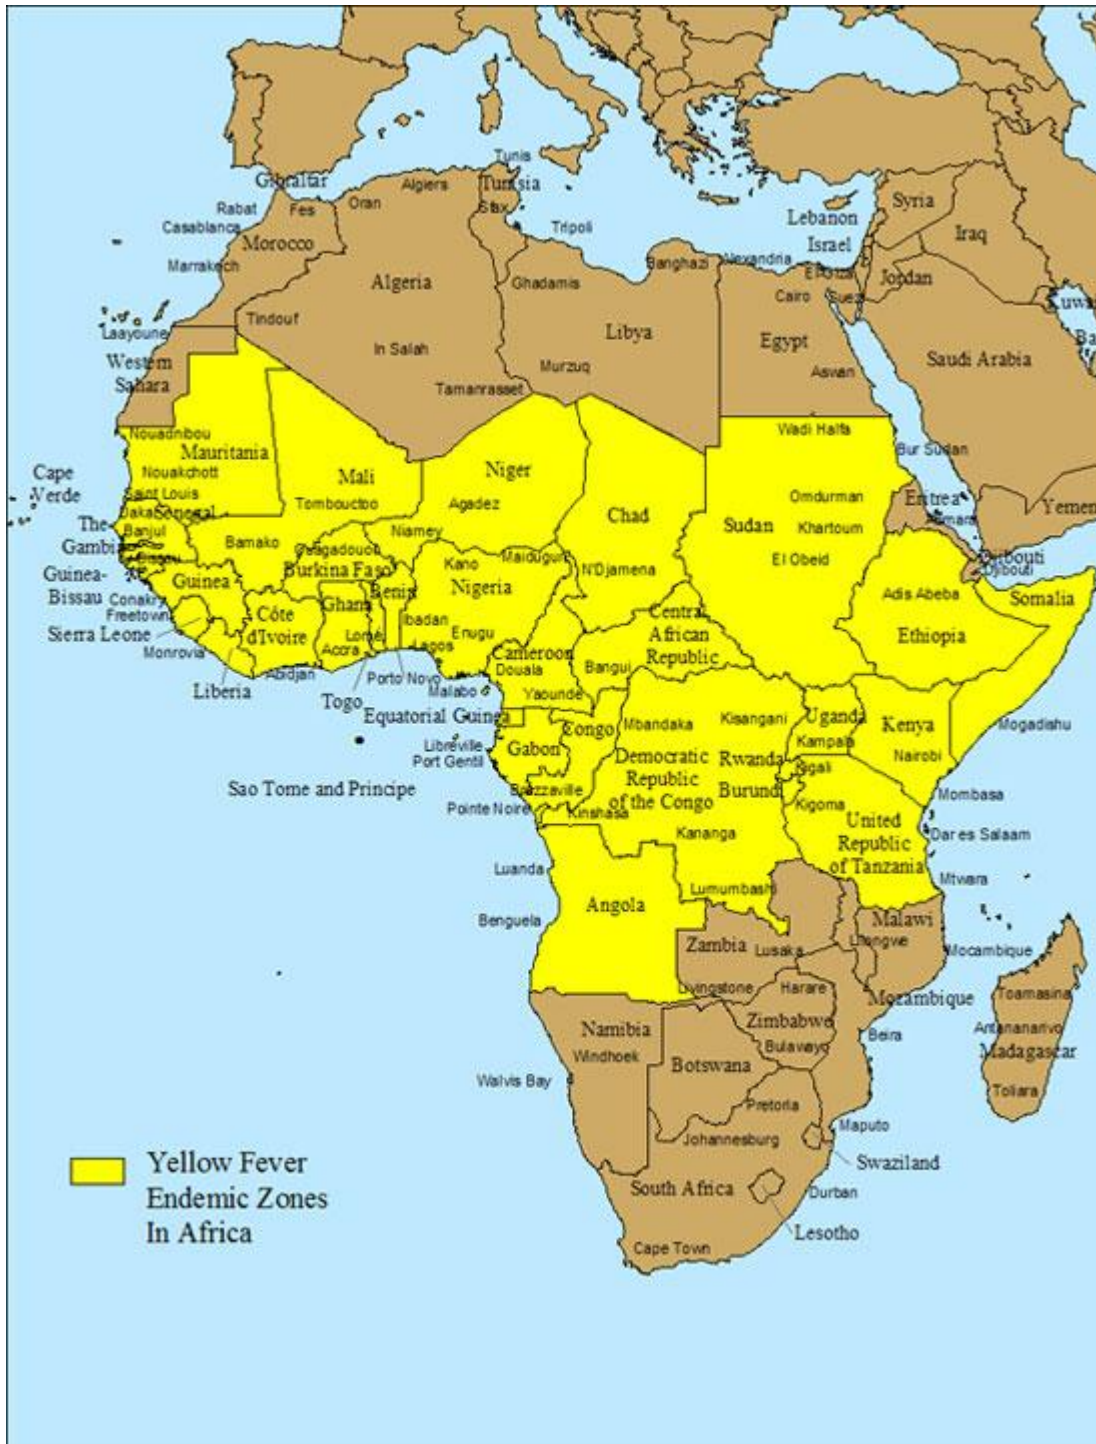 Tunis
Gibraltar
Algiers
Tunisia
Rabat
Fes
Oran
Sfax
Casablanca
Tripoli
Lebanon
Syria
Morocco
Israel
Iraq
Marrakech
Banghazi
Alexandria
El Giza
Jordan
Algeria
Ghadamis
Cairo
Suez
Kuwai
Laayoune
Tindouf
Libya
Egypt
Ba
In Salah
Western
Sahara
Murzuq
Aswan
Saudi Arabia
Tamanrasset
Nouadhibou
Mauritania
Wadi Halfa
Bur Sudan
Cape
Verde
Nouakchott
Mali
Niger
Saint Louis
Tombouctoo
Agadez
Omdurman
Eritrea
Yemen
Dakar
Senegal
Chad
Sudan
Khartoum
Asmara
The
Gambia
Banjul
Bamako
Ouagadouou
Niamey
Maiduguri
Bissau
Burkina Faso
Kano
N'Djamena
El Obeid
Djibouti
Djibouti
Guinea-
Bissau
Guinea
Benin
Nigeria
Adis Abeba
Somalia
Conakry
Freetown
Ghana
Central
African
Republic
Sierra Leone
Côte
d'Ivoire
Ibadan
Enugu
Ethiopia
Monrovia
Lome
Accra
Lagos
Cameroon
Douala
Bangui
Liberia
Abidjan
Togo
Porto Novo
Malabo
Yaounde
Equatorial Guinea
Congo
Mbandaka
Kisangani
Uganda
Kenya
Mogadishu
Libreville
Port Gentil
Gabon
Kampala
Nairobi
Democratic
Republic
of the Congo
Rwanda
Kigali
Sao Tome and Principe
Brazzaville
Burundi
Mombasa
Pointe Noire
Kinshasa
Kigoma
United
Republic
of Tanzania
Kananga
Dar es Salaam
Luanda
Mtwara
Lumumbashi
Angola
Benguela
Malawi
Zambia
Lusaka
Lilongwe
Mocambique
Livingstone
Harare
Mozambique
Toamasina
Namibia
Zimbabwe
Beira
Antananarivo
Windhoek
Bulawayo
Madagascar
Walvis Bay
Botswana
Toliara
Pretoria
Maputo
Johannesburg
Swaziland
Yellow Fever
Endemic Zones
In Africa
South Africa
Durban
Lesotho
Cape Town